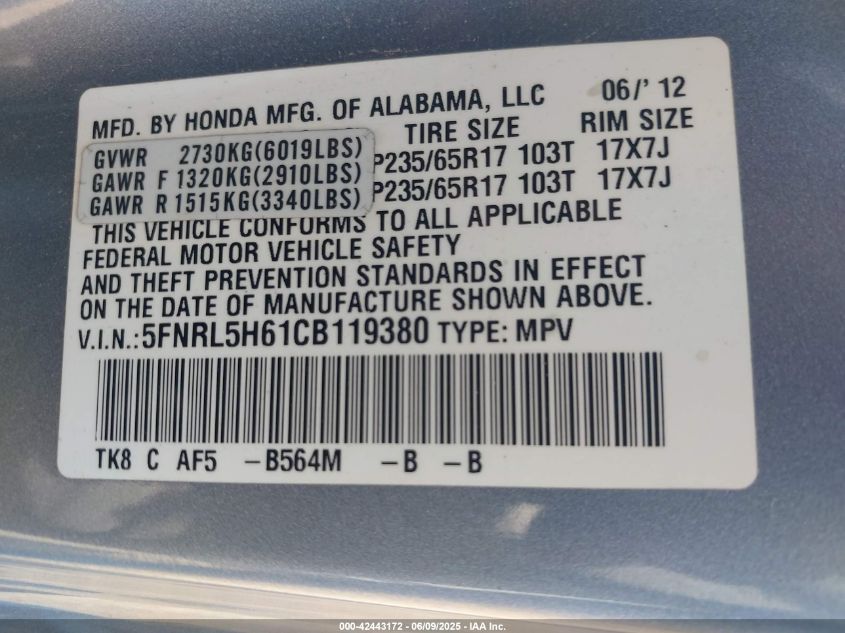 MFD. BY HONDA MFG. OF ALABAMA, LLC 06/' 12
TIRE SIZE RIM SIZE
GVWR 2730KG(6019LBS)
GAWR F 1320KG(2910LBS) P235/65R17 103T 17X7J
GAWR R 1515KG(3340LBS) P235/65R17 103T 17X7J
THIS VEHICLE CONFORMS TO ALL APPLICABLE
FEDERAL MOTOR VEHICLE SAFETY
AND THEFT PREVENTION STANDARDS IN EFFECT
ON THE DATE OF MANUFACTURE SHOWN ABOVE.
V.I.N.:5FNRL5H61CB119380 TYPE: MPV
TK8 C AF5 -B564M -B -B
000-42443172 - 06/09/2025 - IAA Inc.